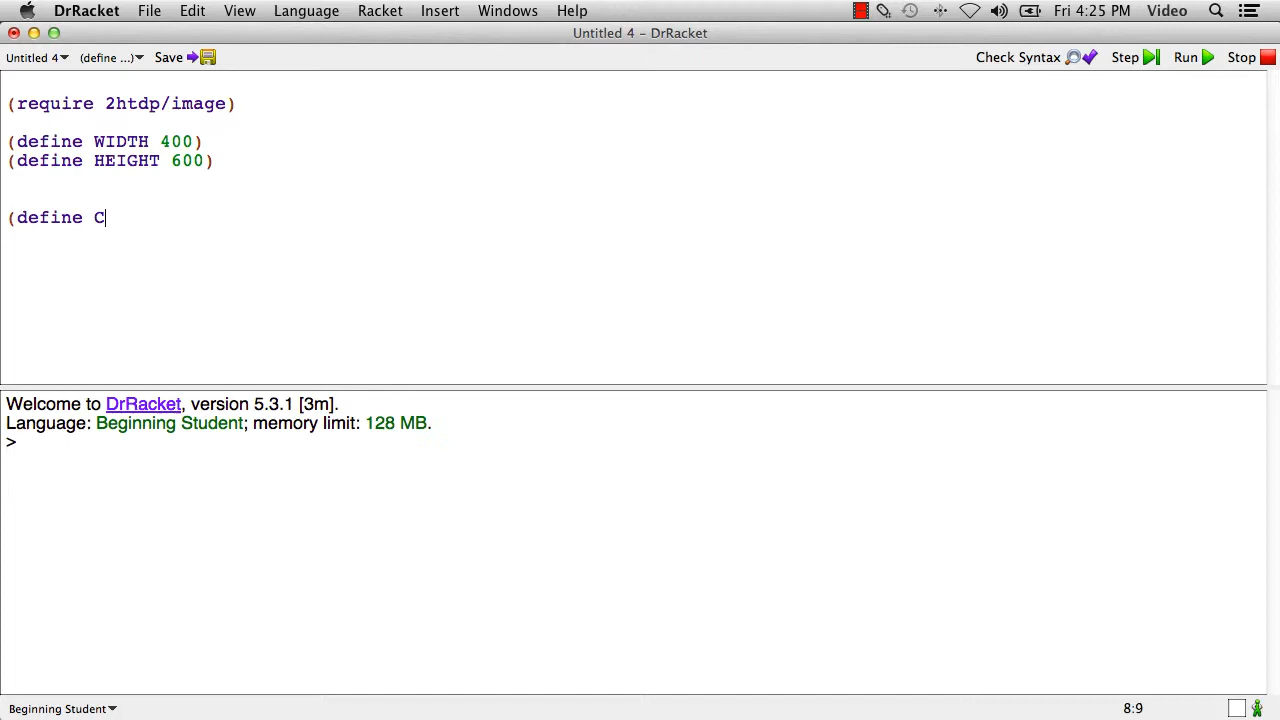 DrRacket File Edit View Language Racket Insert Windows Help Fri 4:25 PM Video
Untitled 4 - DrRacket
Untitled 4 (define ...) Save Check Syntax Step Run Stop
(require 2htdp/image)
(define WIDTH 400)
(define HEIGHT 600)
(define C
Welcome to DrRacket, version 5.3.1 [3m].
Language: Beginning Student; memory limit: 128 MB.
>
Beginning Student 8:9